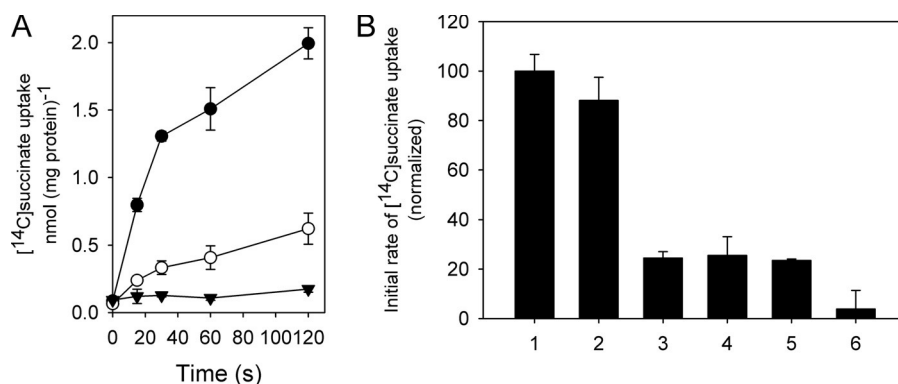 A
[¹⁴C]succinate uptake
nmol (mg protein)⁻¹
2.0
1.5
1.0
0.5
0.0
0 20 40 60 80 100 120
Time (s)
B
Initial rate of [¹⁴C]succinate uptake
(normalized)
120
100
80
60
40
20
0
1 2 3 4 5 6